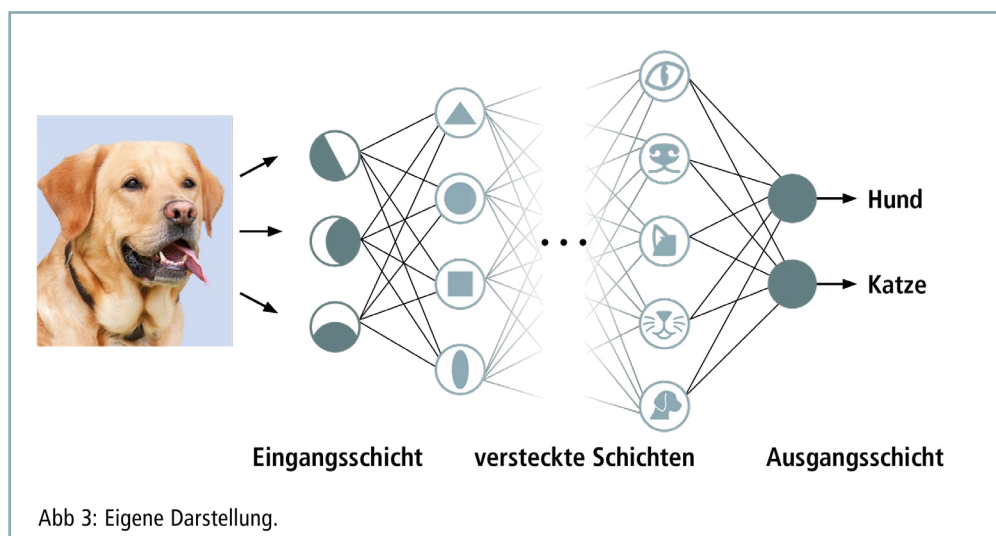 Hund
Katze
Eingangsschicht
versteckte Schichten
Ausgangsschicht
Abb 3: Eigene Darstellung.